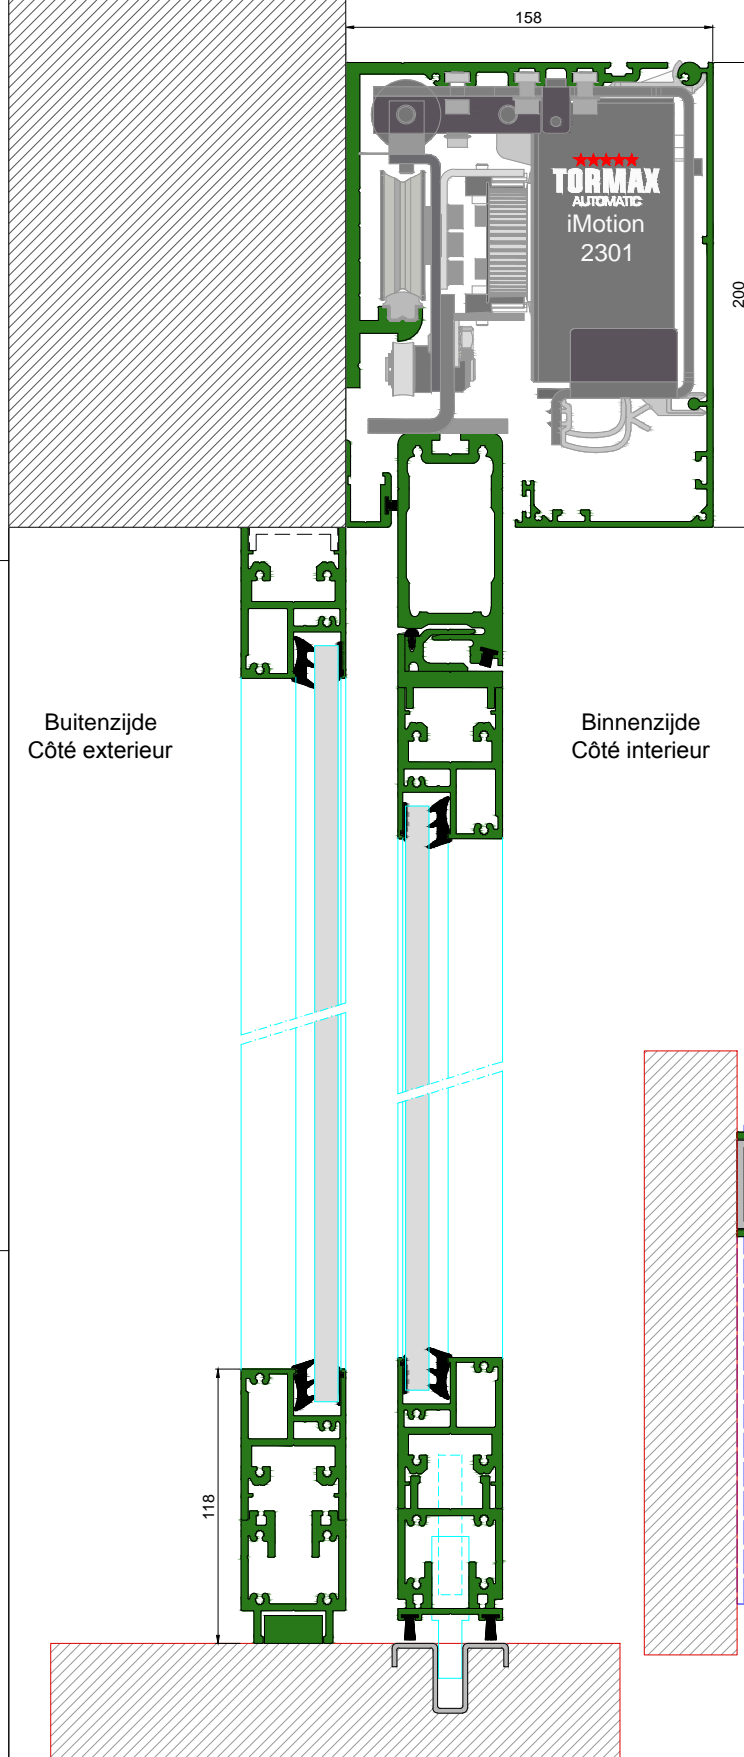 158
TORMAX
AUTOMATIC
iMotion
2301
200
Buitenzijde
Côté exterieur
Binnenzijde
Côté interieur
118